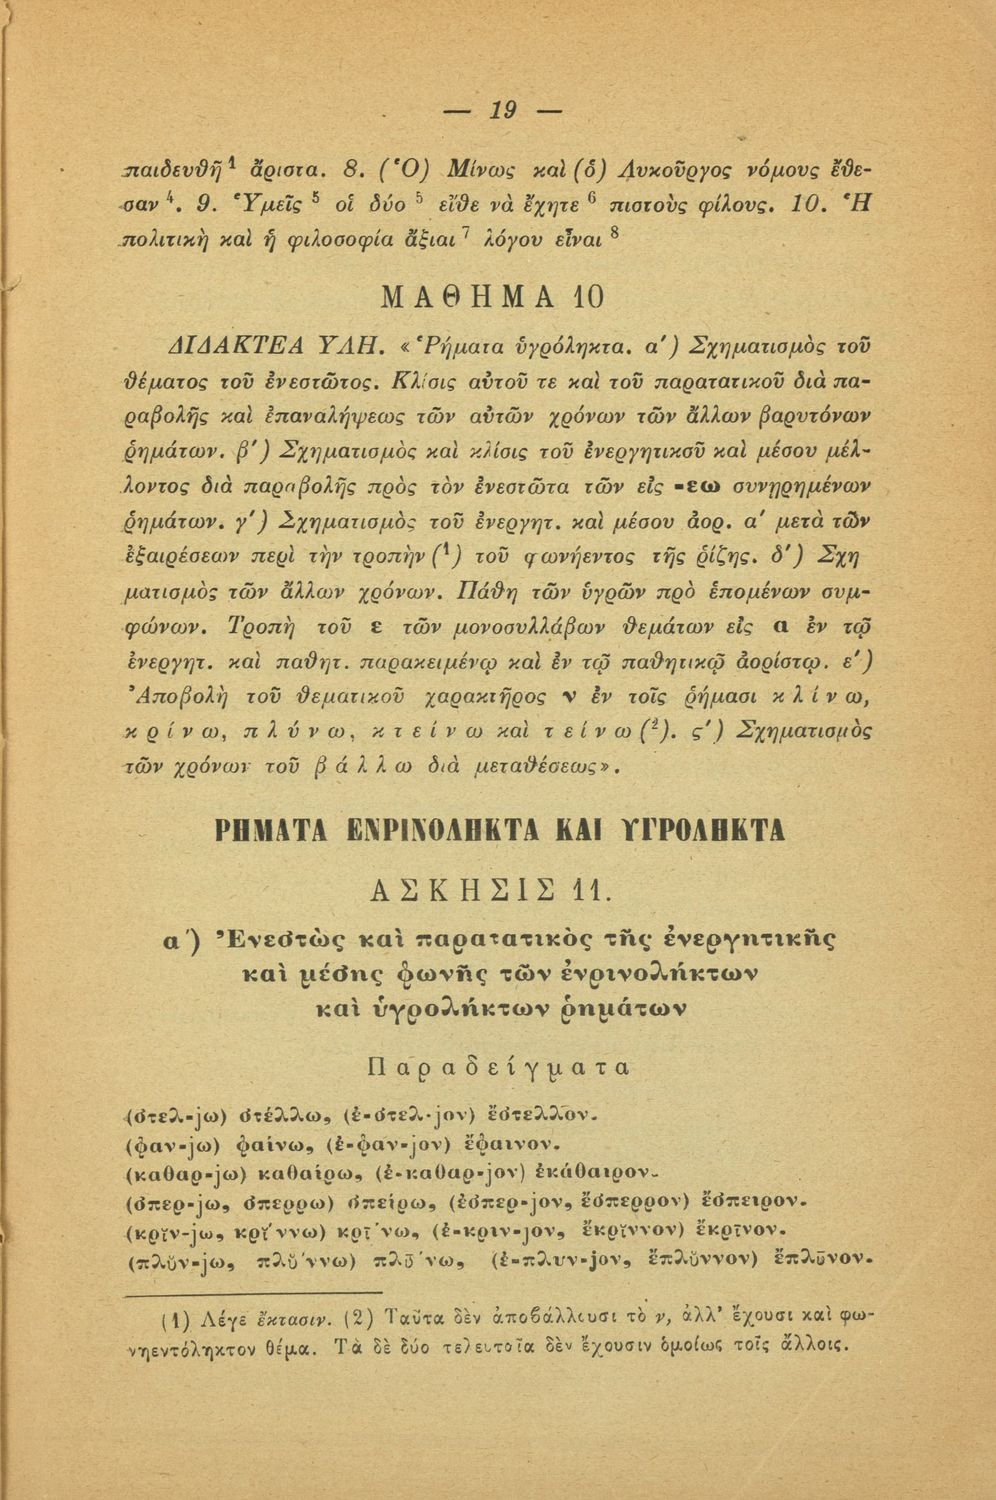 — 19 —
παιδευθῇ¹ ἄριστα. 8. (Ὁ) Μίνως καὶ (ὁ) Λυκοῦργος νόμους ἔθε-
σαν⁴. 9. Ὑμεῖς⁵ οἱ δύο⁵ εἴθε νὰ ἔχητε⁶ πιστοὺς φίλους. 10. Ἡ
πολιτικὴ καὶ ἡ φιλοσοφία ἄξιαι⁷ λόγου εἶναι⁸
ΜΑΘΗΜΑ 10
ΔΙΔΑΚΤΕΑ ΥΛΗ. «Ῥήματα ὑγρόληκτα. α΄) Σχηματισμὸς τοῦ
θέματος τοῦ ἐνεστῶτος. Κλίσις αὐτοῦ τε καὶ τοῦ παρατατικοῦ διὰ πα-
ραβολῆς καὶ ἐπαναλήψεως τῶν αὐτῶν χρόνων τῶν ἄλλων βαρυτόνων
ῥημάτων. β΄) Σχηματισμὸς καὶ κλίσις τοῦ ἐνεργητικοῦ καὶ μέσου μέλ-
λοντος διὰ παραβολῆς πρὸς τὸν ἐνεστῶτα τῶν εἰς -εω συνῃρημένων
ῥημάτων. γ΄) Σχηματισμὸς τοῦ ἐνεργητ. καὶ μέσου ἀορ. α΄ μετὰ τῶν
ἐξαιρέσεων περὶ τὴν τροπὴν (¹) τοῦ φωνήεντος τῆς ῥίζης. δ΄) Σχη
ματισμὸς τῶν ἄλλων χρόνων. Πάθη τῶν ὑγρῶν πρὸ ἑπομένων συμ-
φώνων. Τροπὴ τοῦ ε τῶν μονοσυλλάβων θεμάτων εἰς α ἐν τῷ
ἐνεργητ. καὶ παθητ. παρακειμένῳ καὶ ἐν τῷ παθητικῷ ἀορίστῳ. ε΄)
Ἀποβολὴ τοῦ θεματικοῦ χαρακτῆρος ν ἐν τοῖς ῥήμασι κλίνω,
κρίνω, πλύνω, κτείνω καὶ τείνω (²). ς΄) Σχηματισμὸς
τῶν χρόνων τοῦ βάλλω διὰ μεταθέσεως».
ΡΗΜΑΤΑ ΕΝΡΙΝΟΛΗΚΤΑ ΚΑΙ ΥΓΡΟΛΗΚΤΑ
ΑΣΚΗΣΙΣ 11.
α΄) Ἐνεστὼς καὶ παρατατικὸς τῆς ἐνεργητικῆς
καὶ μέσης φωνῆς τῶν ἐνρινολήκτων
καὶ ὑγρολήκτων ῥημάτων
Παραδείγματα
(στελ-jω) στέλλω, (ἐ-στελ-jον) ἔστελλον.
(φαν-jω) φαίνω, (ἐ-φαν-jον) ἔφαινον.
(καθαρ-jω) καθαίρω, (ἐ-καθαρ-jον) ἐκάθαιρον.
(σπερ-jω, σπερρω) σπείρω, (ἐσπερ-jον, ἔσπερρον) ἔσπειρον.
(κρῐν-jω, κρῐ́ννω) κρῑ́νω, (ἐ-κριν-jον, ἔκρῐννον) ἔκρῑνον.
(πλῠν-jω, πλῠ́ννω) πλῡ́νω, (ἐ-πλυν-jον, ἔπλῠννον) ἔπλῡνον.
(1) Λέγε ἔκτασιν. (2) Ταῦτα δὲν ἀποβάλλουσι τὸ ν, ἀλλ' ἔχουσι καὶ φω-
νηεντόληκτον θέμα. Τὰ δὲ δύο τελευταῖα δὲν ἔχουσιν ὁμοίως τοῖς ἄλλοις.